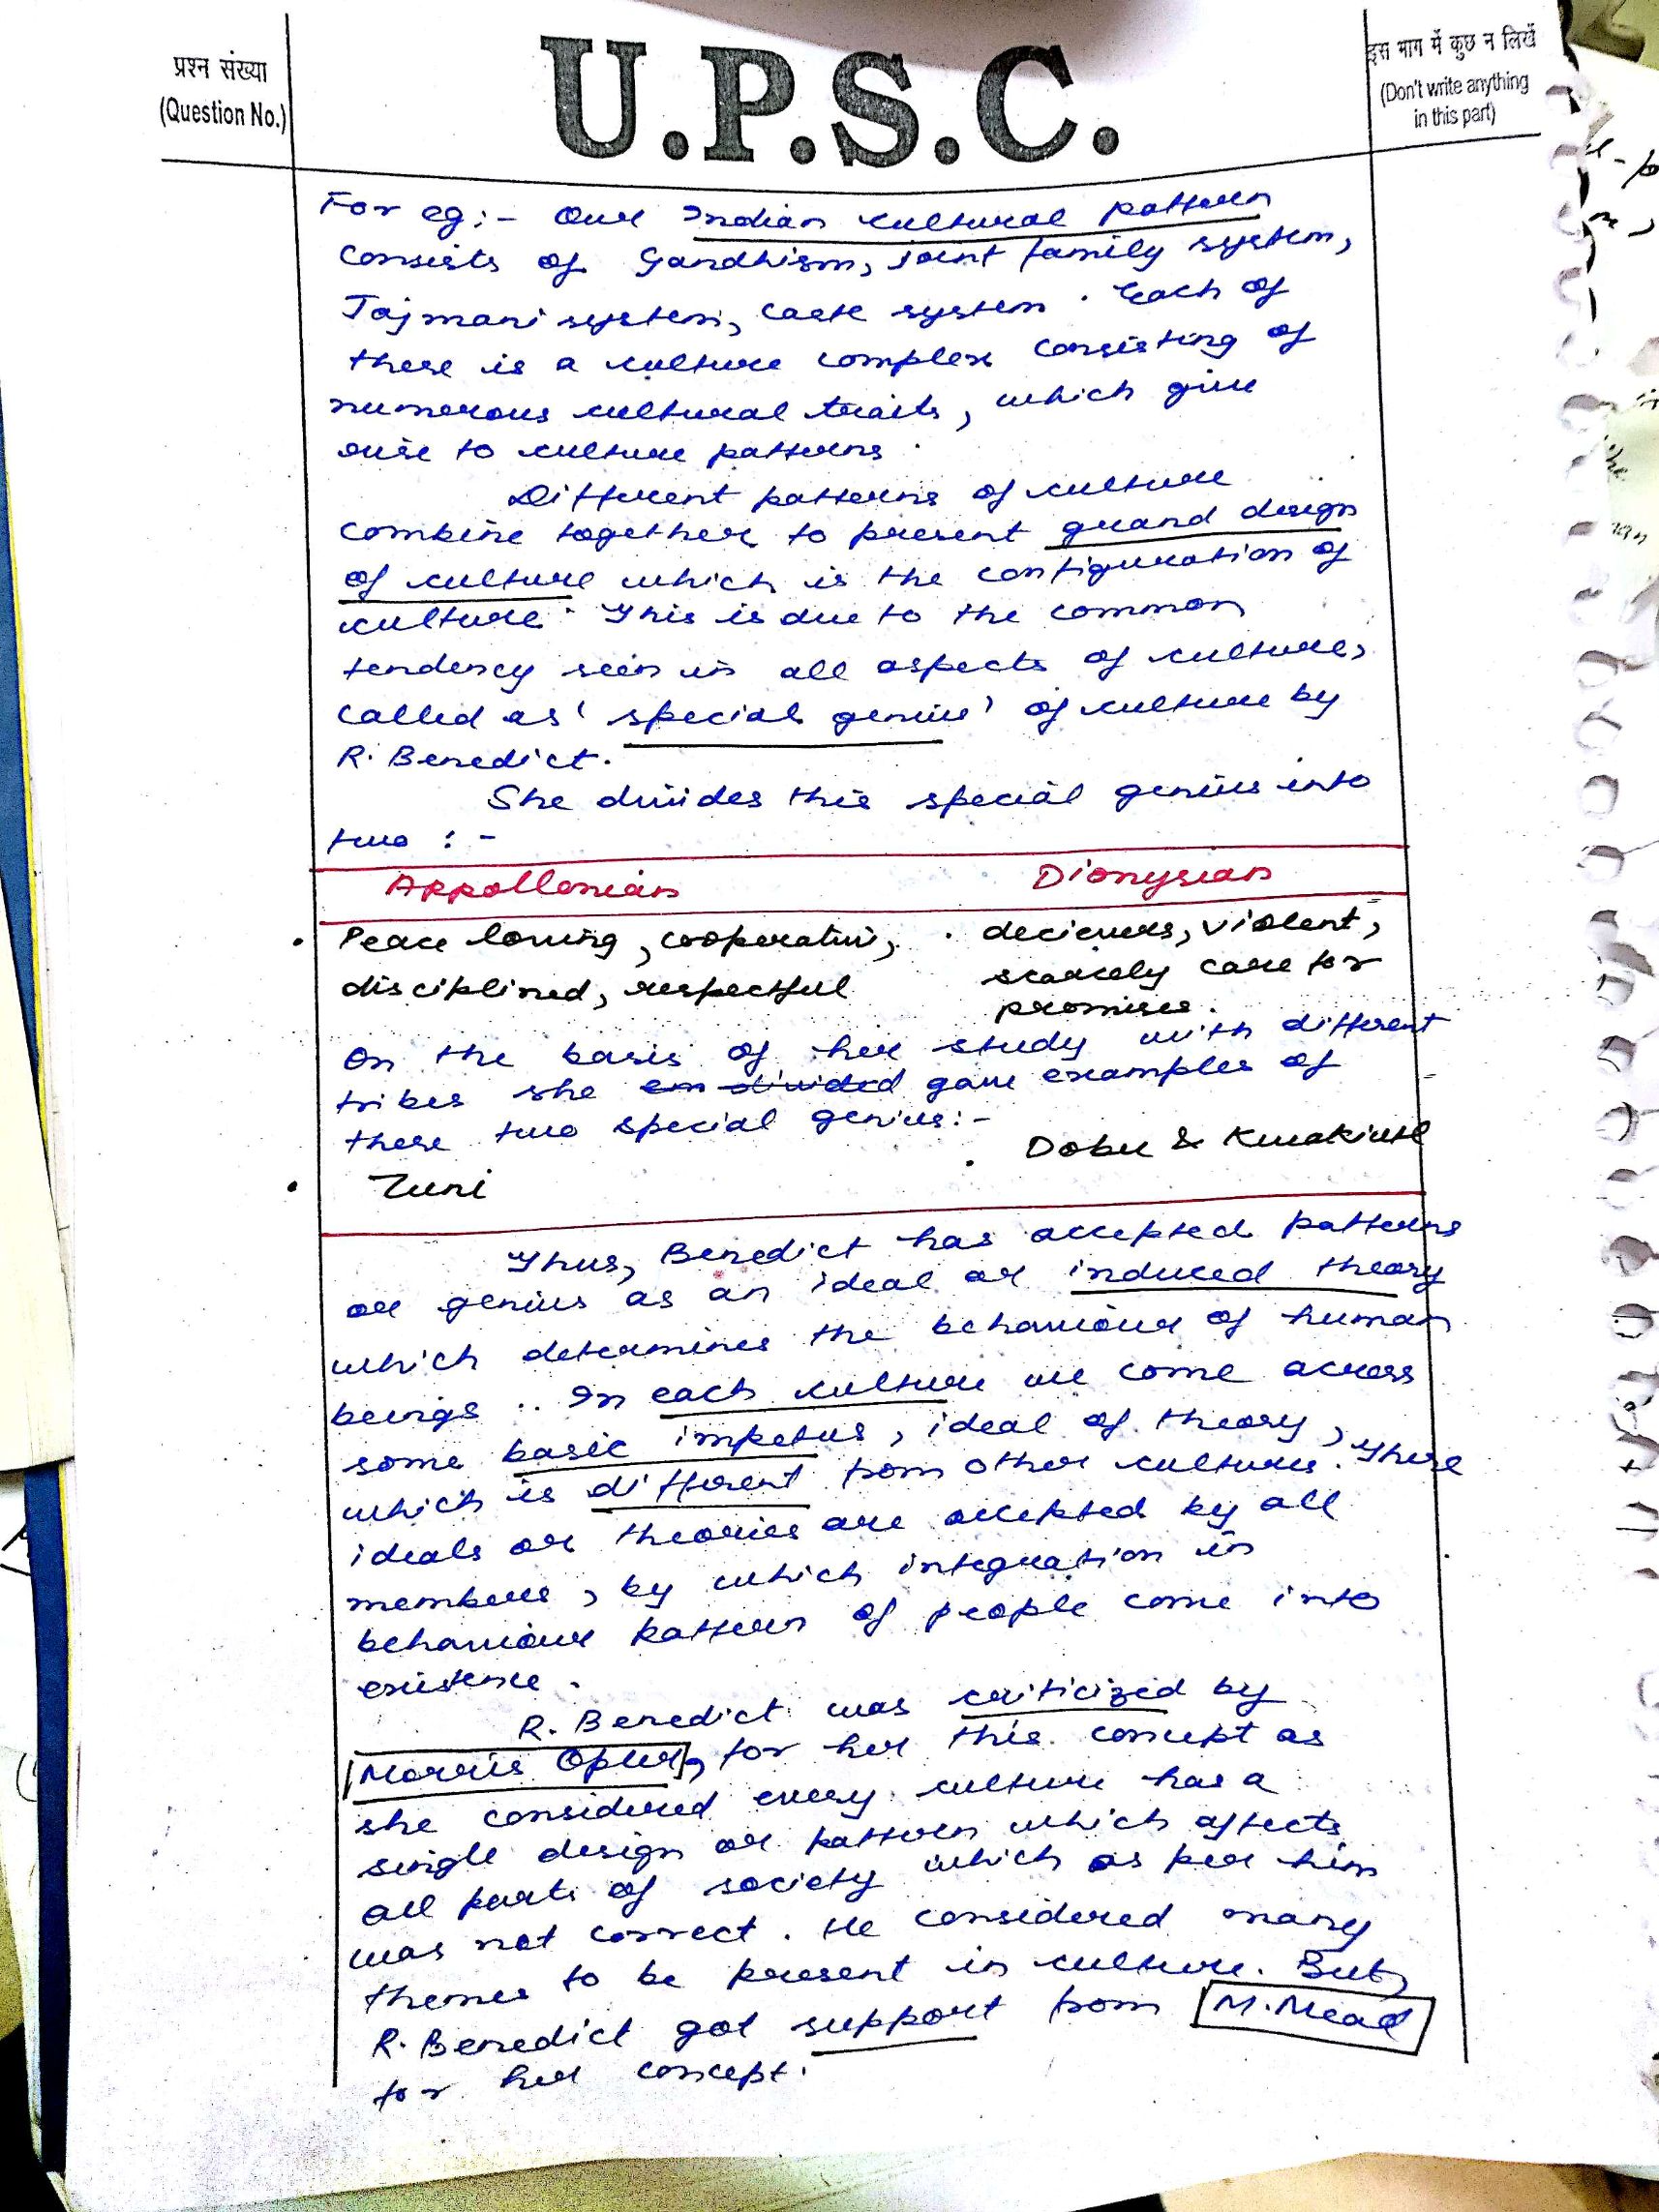 प्रश्न संख्या
(Question No.)
U.P.S.C.
इस भाग में कुछ न लिखें
(Don't write anything
in this part)
For eg:- Our Indian cultural pattern
consists of Gandhism, joint family system,
Jajmani system, caste system. Each of
these is a culture complex consisting of
numerous cultural traits, which give
rise to culture patterns.
Different patterns of culture
combine together to present grand design
of culture which is the configuration of
culture. This is due to the common
tendency seen in all aspects of culture,
called as 'special genius' of culture by
R. Benedict.
She divides this special genius into
two :-
Appollonian Dionysian
• Peace loving, cooperative, • decievers, violent,
disciplined, respectful scarcely care for
promises.
On the basis of her study with different
tribes she gave examples of
these two special genius:-
• Zuni • Dobu & Kwakiutl
Thus, Benedict has accepted patterns
or genius as an ideal or induced theory
which determines the behaviour of human
beings .. In each culture we come across
some basic impetus, ideal of theory,
which is different from other cultures. These
ideals or theories are accepted by all
members, by which integration in
behaviour pattern of people come into
existence.
R. Benedict was criticized by
Morris Opler, for her this concept as
she considered every culture has a
single design or pattern which affects
all parts of society which as per him
was not correct. He considered many
themes to be present in culture. But,
R. Benedict got support from M. Mead
for her concept.